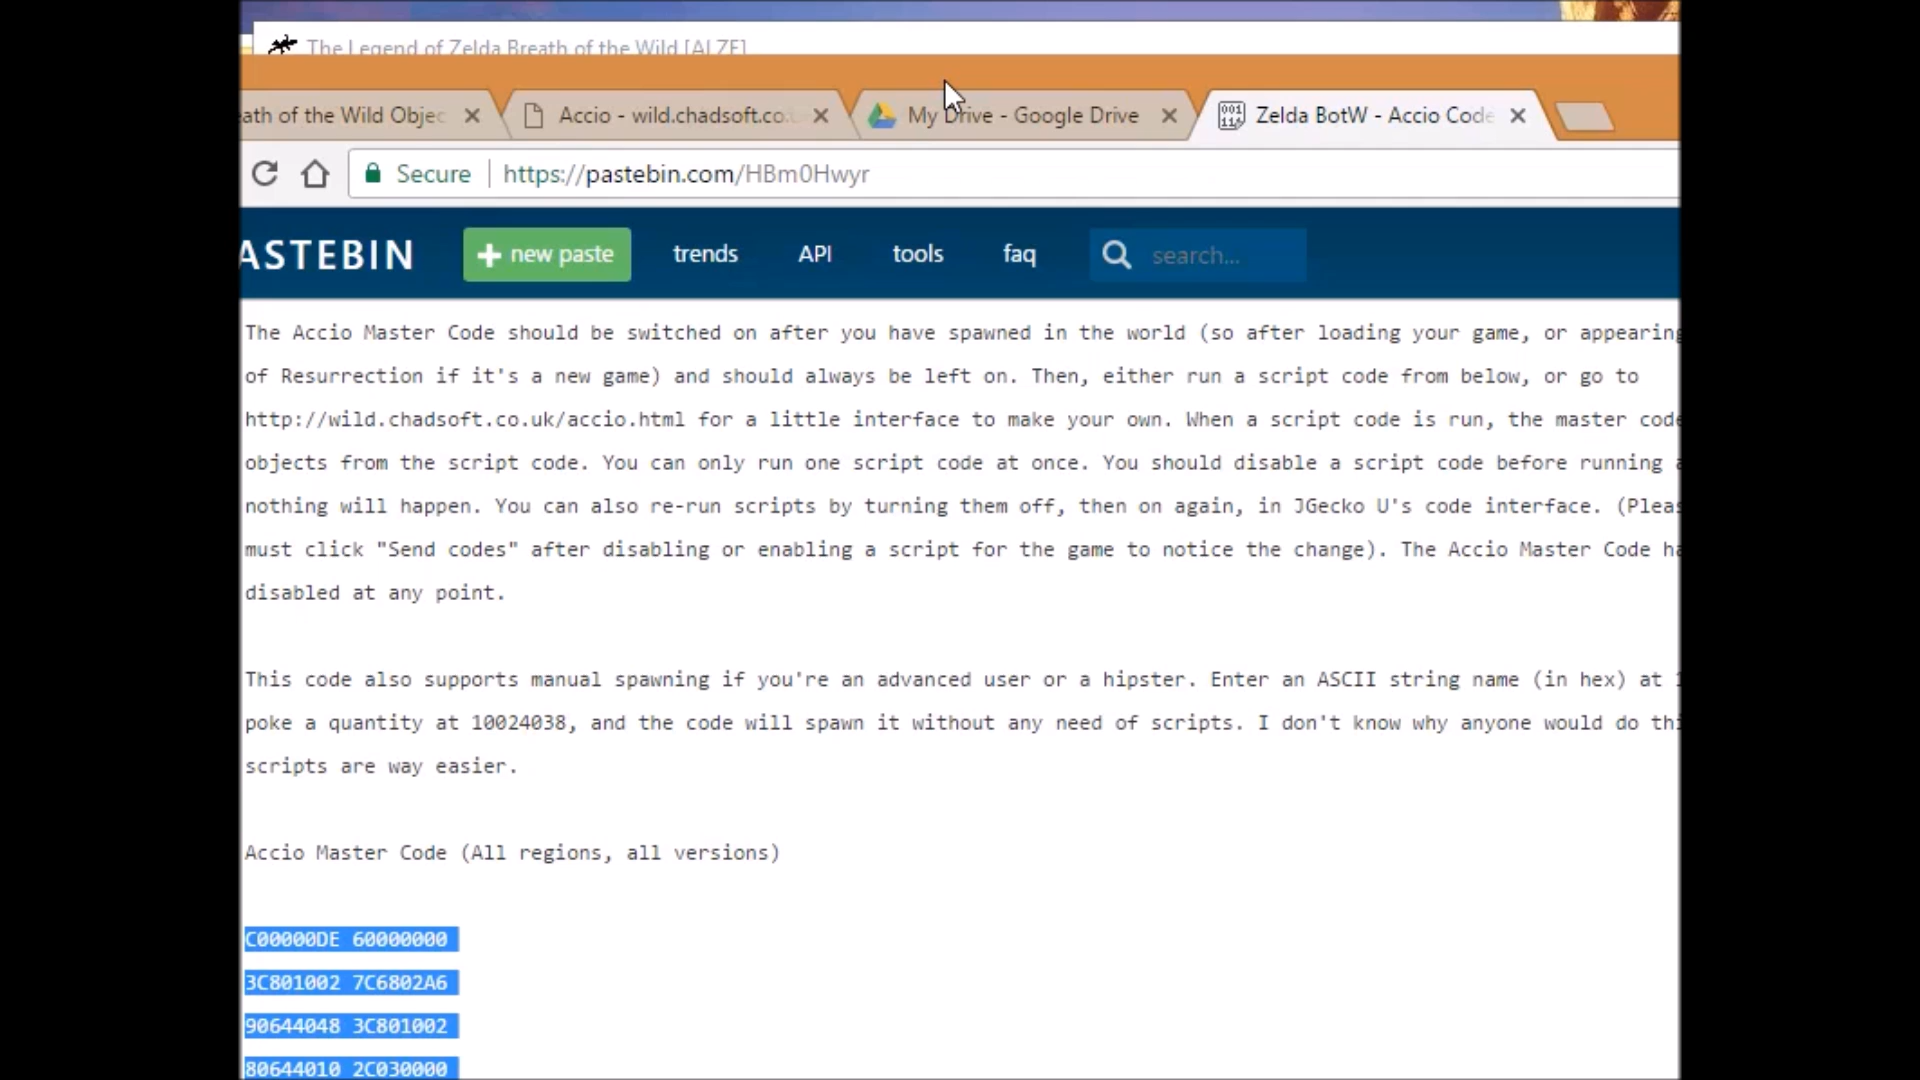 The Legend of Zelda Breath of the Wild [ALZE]
eath of the Wild Objec
Accio - wild.chadsoft.co.
My Drive - Google Drive
Zelda BotW - Accio Code
Secure
https://pastebin.com/HBm0Hwyr
ASTEBIN
new paste
trends
API
tools
faq
search...
The Accio Master Code should be switched on after you have spawned in the world (so after loading your game, or appearing
of Resurrection if it's a new game) and should always be left on. Then, either run a script code from below, or go to
http://wild.chadsoft.co.uk/accio.html for a little interface to make your own. When a script code is run, the master code
objects from the script code. You can only run one script code at once. You should disable a script code before running
nothing will happen. You can also re-run scripts by turning them off, then on again, in JGecko U's code interface. (Pleas
must click "Send codes" after disabling or enabling a script for the game to notice the change). The Accio Master Code ha
disabled at any point.
This code also supports manual spawning if you're an advanced user or a hipster. Enter an ASCII string name (in hex) at 1
poke a quantity at 10024038, and the code will spawn it without any need of scripts. I don't know why anyone would do thi
scripts are way easier.
Accio Master Code (All regions, all versions)
C00000DE 60000000
3C801002 7C6802A6
90644048 3C801002
80644010 2C030000